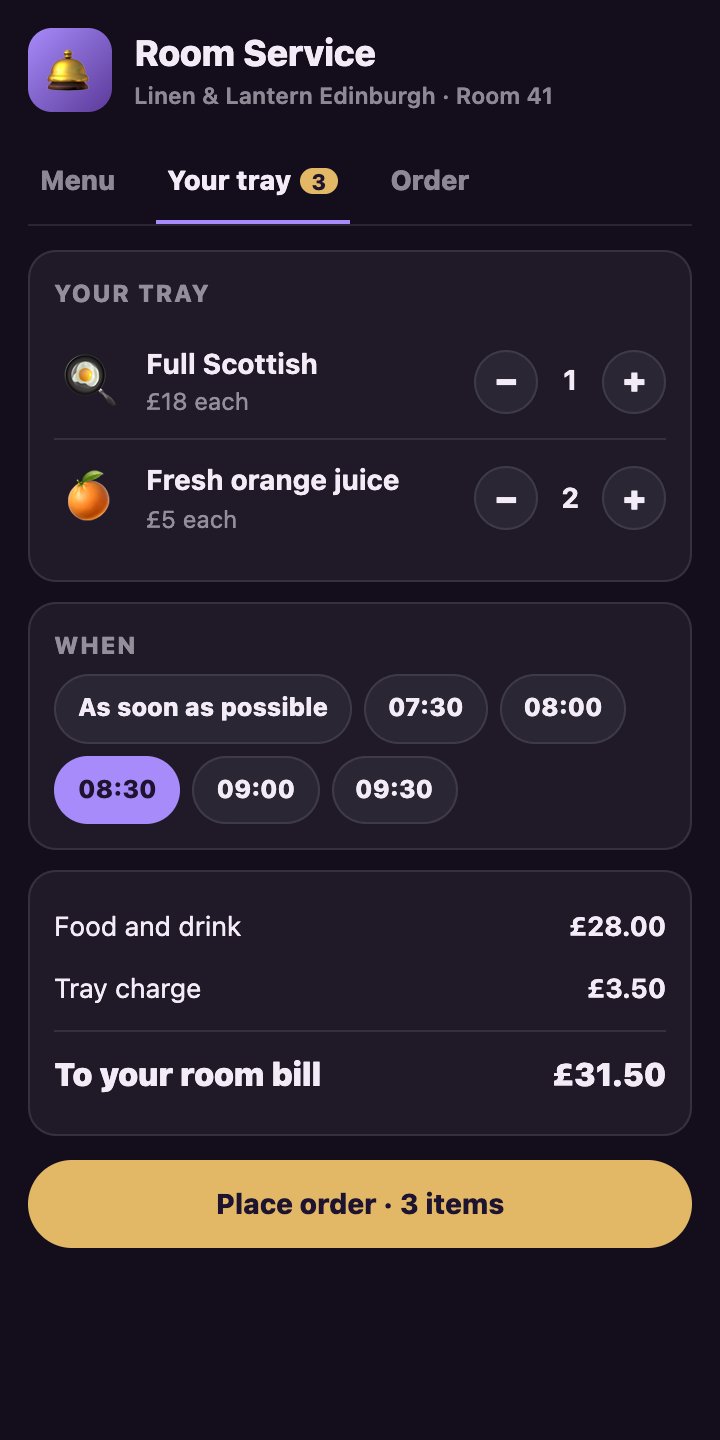 Room Service
Linen & Lantern Edinburgh · Room 41
Menu
Your tray 3
Order
YOUR TRAY
Full Scottish
£18 each
− 1 +
Fresh orange juice
£5 each
− 2 +
WHEN
As soon as possible 07:30 08:00
08:30 09:00 09:30
Food and drink £28.00
Tray charge £3.50
To your room bill £31.50
Place order · 3 items